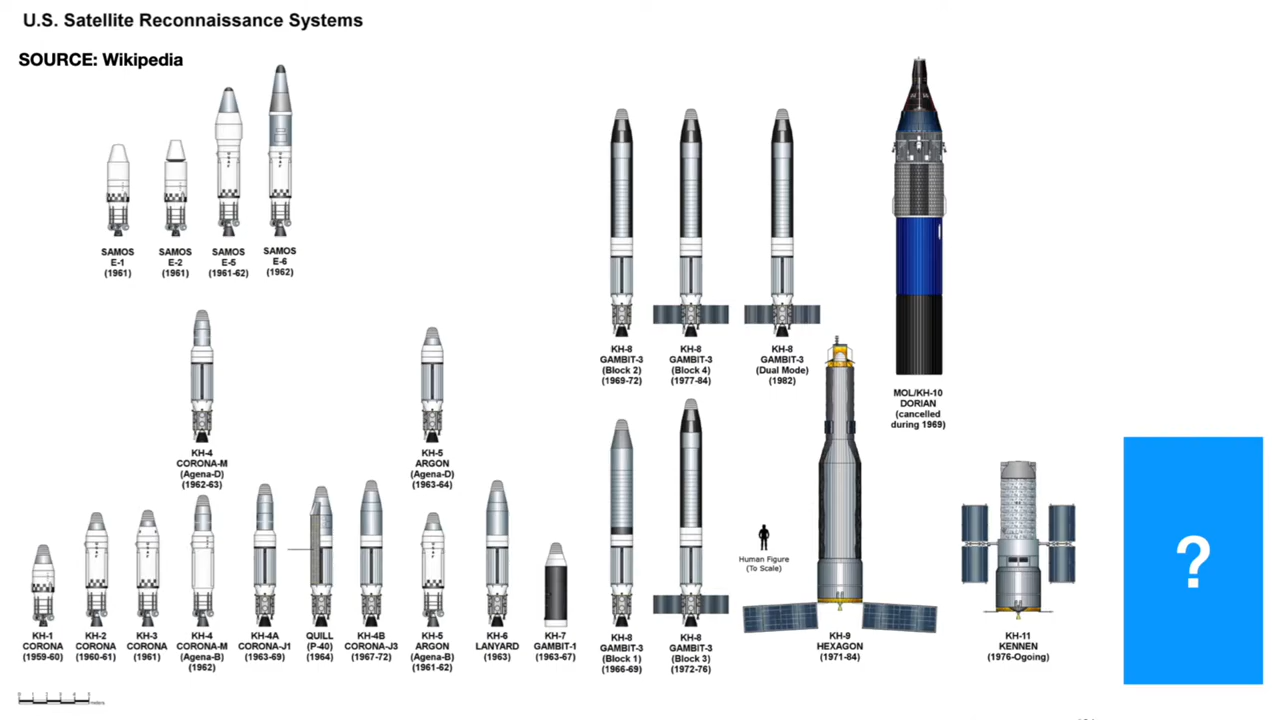 U.S. Satellite Reconnaissance Systems
SOURCE: Wikipedia
SAMOS
E-1
(1961)
SAMOS
E-2
(1961)
SAMOS
E-5
(1961-62)
SAMOS
E-6
(1962)
KH-8
GAMBIT-3
(Block 2)
(1969-72)
KH-8
GAMBIT-3
(Block 4)
(1977-84)
KH-8
GAMBIT-3
(Dual Mode)
(1982)
MOL/KH-10
DORIAN
(cancelled
during 1969)
KH-4
CORONA-M
(Agena-D)
(1962-63)
KH-5
ARGON
(Agena-D)
(1963-64)
Human Figure
(To Scale)
?
KH-1
CORONA
(1959-60)
KH-2
CORONA
(1960-61)
KH-3
CORONA
(1961)
KH-4
CORONA-M
(Agena-B)
(1962)
KH-4A
CORONA-J1
(1963-69)
QUILL
(P-40)
(1964)
KH-4B
CORONA-J3
(1967-72)
KH-5
ARGON
(Agena-B)
(1961-62)
KH-6
LANYARD
(1963)
KH-7
GAMBIT-1
(1963-67)
KH-8
GAMBIT-3
(Block 1)
(1966-69)
KH-8
GAMBIT-3
(Block 3)
(1972-76)
KH-9
HEXAGON
(1971-84)
KH-11
KENNEN
(1976-Ogoing)
meters